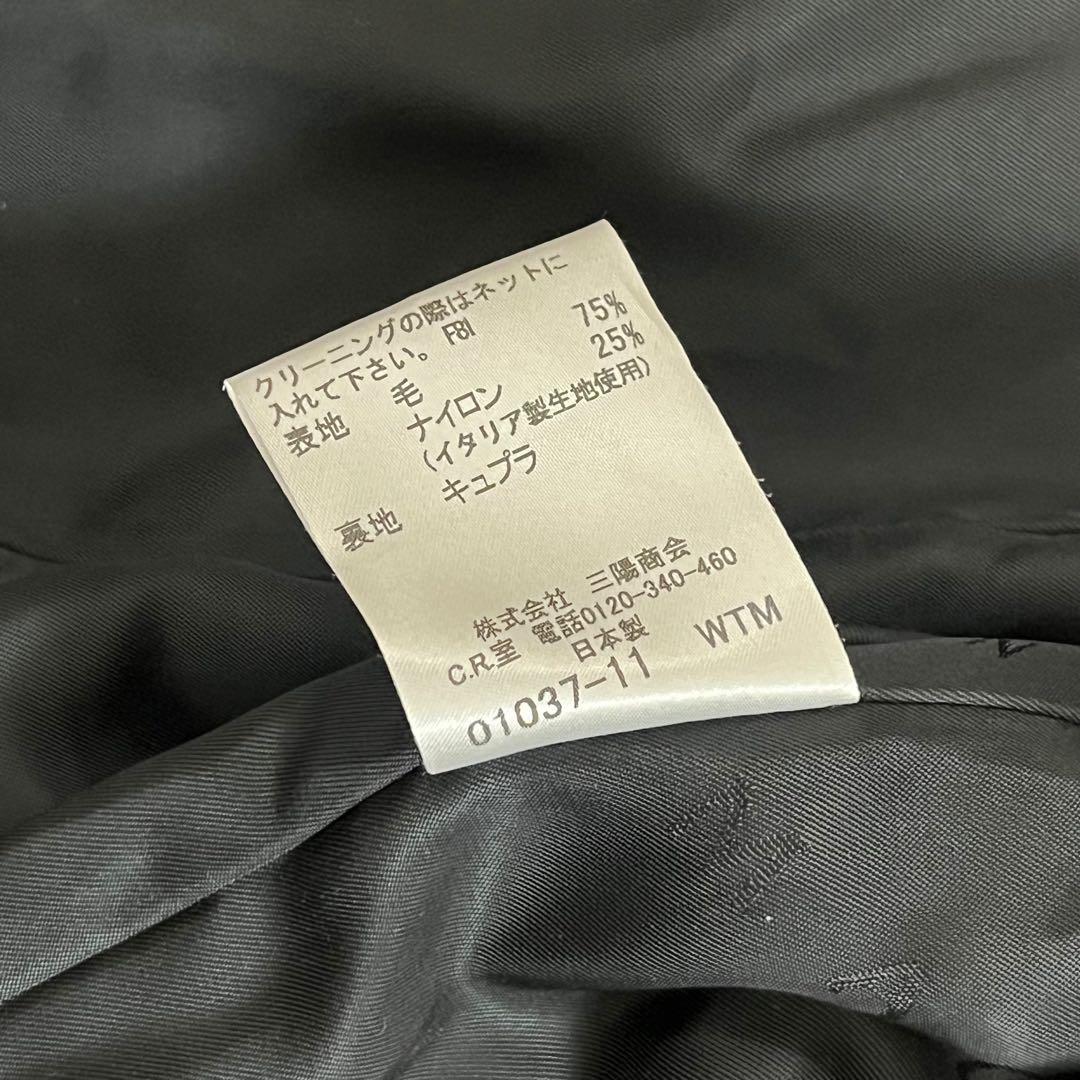 クリーニングの際はネットに
入れて下さい。 F81
表地 毛 75%
ナイロン 25%
(イタリア製生地使用)
裏地 キュプラ
株式会社 三陽商会
C.R.室 電話0120-340-460
日本製 WTM
01037-11